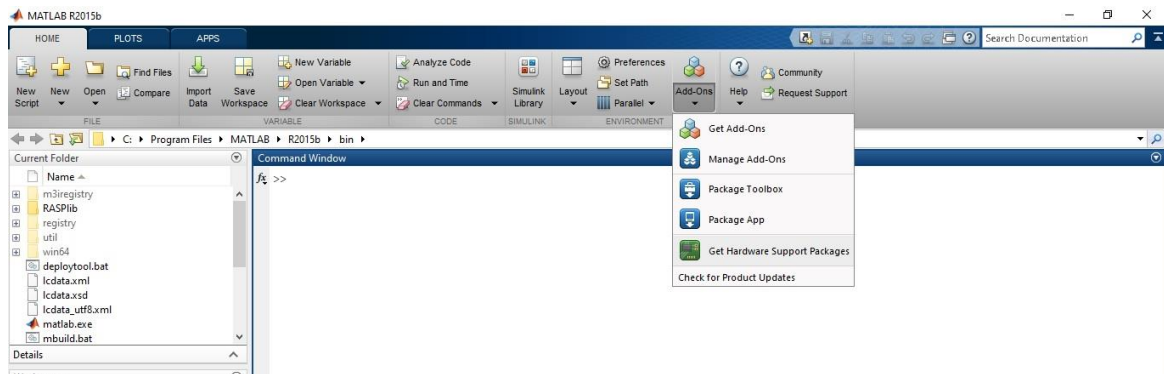 MATLAB R2015b
HOME PLOTS APPS
Search Documentation
New Script
New
Open
Find Files
Compare
Import Data
Save Workspace
New Variable
Open Variable
Clear Workspace
Analyze Code
Run and Time
Clear Commands
Simulink Library
Layout
Preferences
Set Path
Parallel
Add-Ons
Help
Community
Request Support
FILE VARIABLE CODE SIMULINK ENVIRONMENT
Get Add-Ons
Manage Add-Ons
Package Toolbox
Package App
Get Hardware Support Packages
Check for Product Updates
C: Program Files MATLAB R2015b bin
Current Folder
Name
m3iregistry
RASPlib
registry
util
win64
deploytool.bat
lcdata.xml
lcdata.xsd
lcdata_utf8.xml
matlab.exe
mbuild.bat
Details
Command Window
fx >>